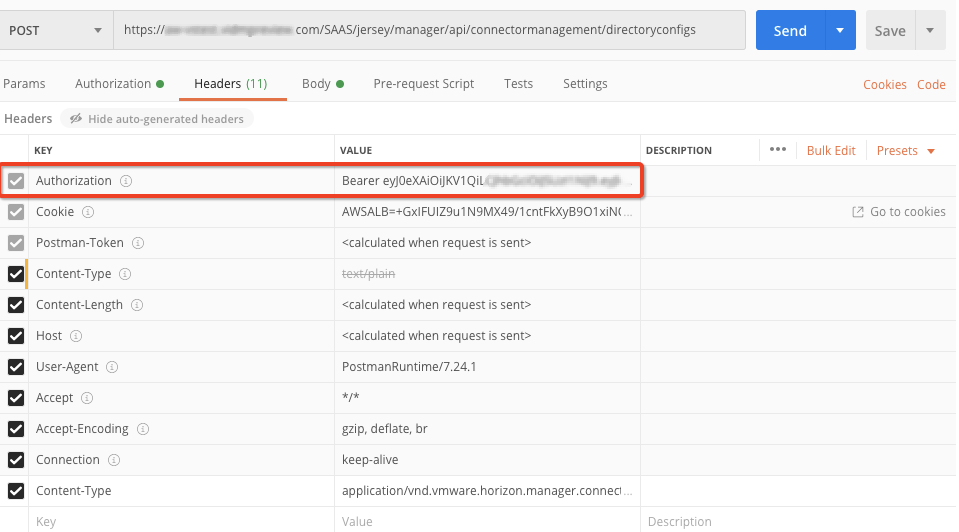 POST https:// .com/SAAS/jersey/manager/api/connectormanagement/directoryconfigs Send Save
Params Authorization Headers (11) Body Pre-request Script Tests Settings Cookies Code
Headers Hide auto-generated headers
KEY VALUE DESCRIPTION ••• Bulk Edit Presets
Authorization Bearer eyJ0eXAiOiJKV1QiL ...
Cookie AWSALB=+GxIFUIZ9u1N9MX49/1cntFkXyB9O1xiN ... Go to cookies
Postman-Token <calculated when request is sent>
Content-Type text/plain
Content-Length <calculated when request is sent>
Host <calculated when request is sent>
User-Agent PostmanRuntime/7.24.1
Accept */*
Accept-Encoding gzip, deflate, br
Connection keep-alive
Content-Type application/vnd.vmware.horizon.manager.connect...
Key Value Description